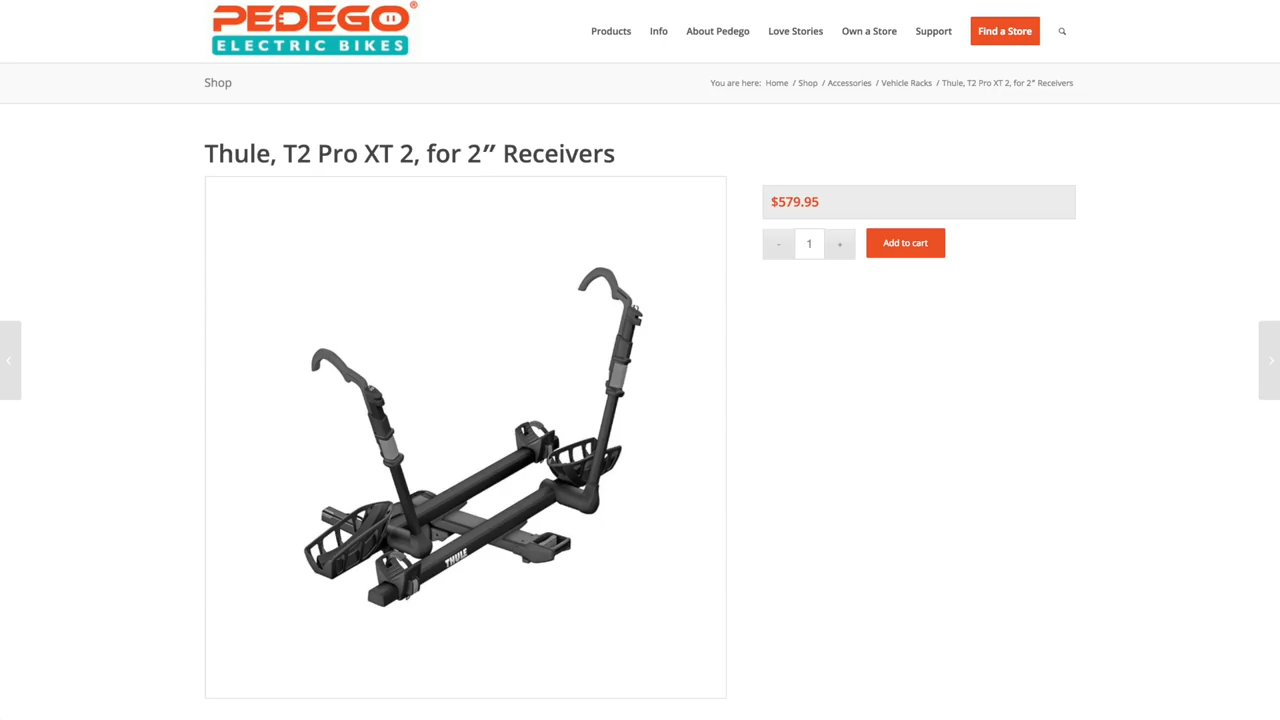 PEDEGO®
ELECTRIC BIKES
Products Info About Pedego Love Stories Own a Store Support Find a Store
Shop
You are here: Home / Shop / Accessories / Vehicle Racks / Thule, T2 Pro XT 2, for 2″ Receivers
Thule, T2 Pro XT 2, for 2″ Receivers
$579.95
- 1 + Add to cart
THULE